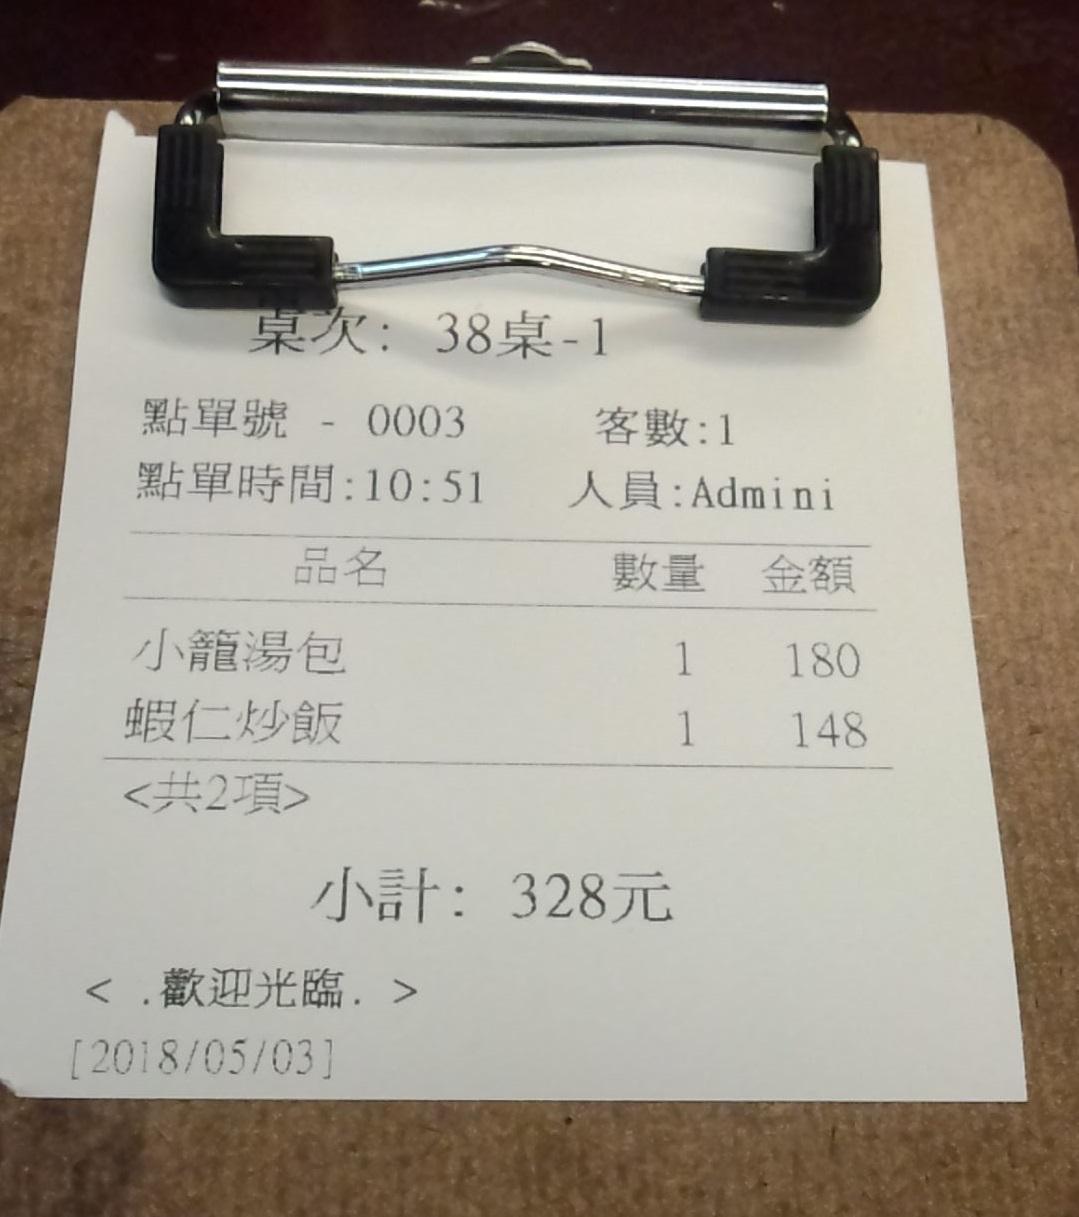 桌次: 38桌-1
點單號 - 0003 客數:1
點單時間:10:51 人員:Admini
品名 數量 金額
小籠湯包 1 180
蝦仁炒飯 1 148
<共2項>
小計: 328元
< .歡迎光臨. >
[2018/05/03]